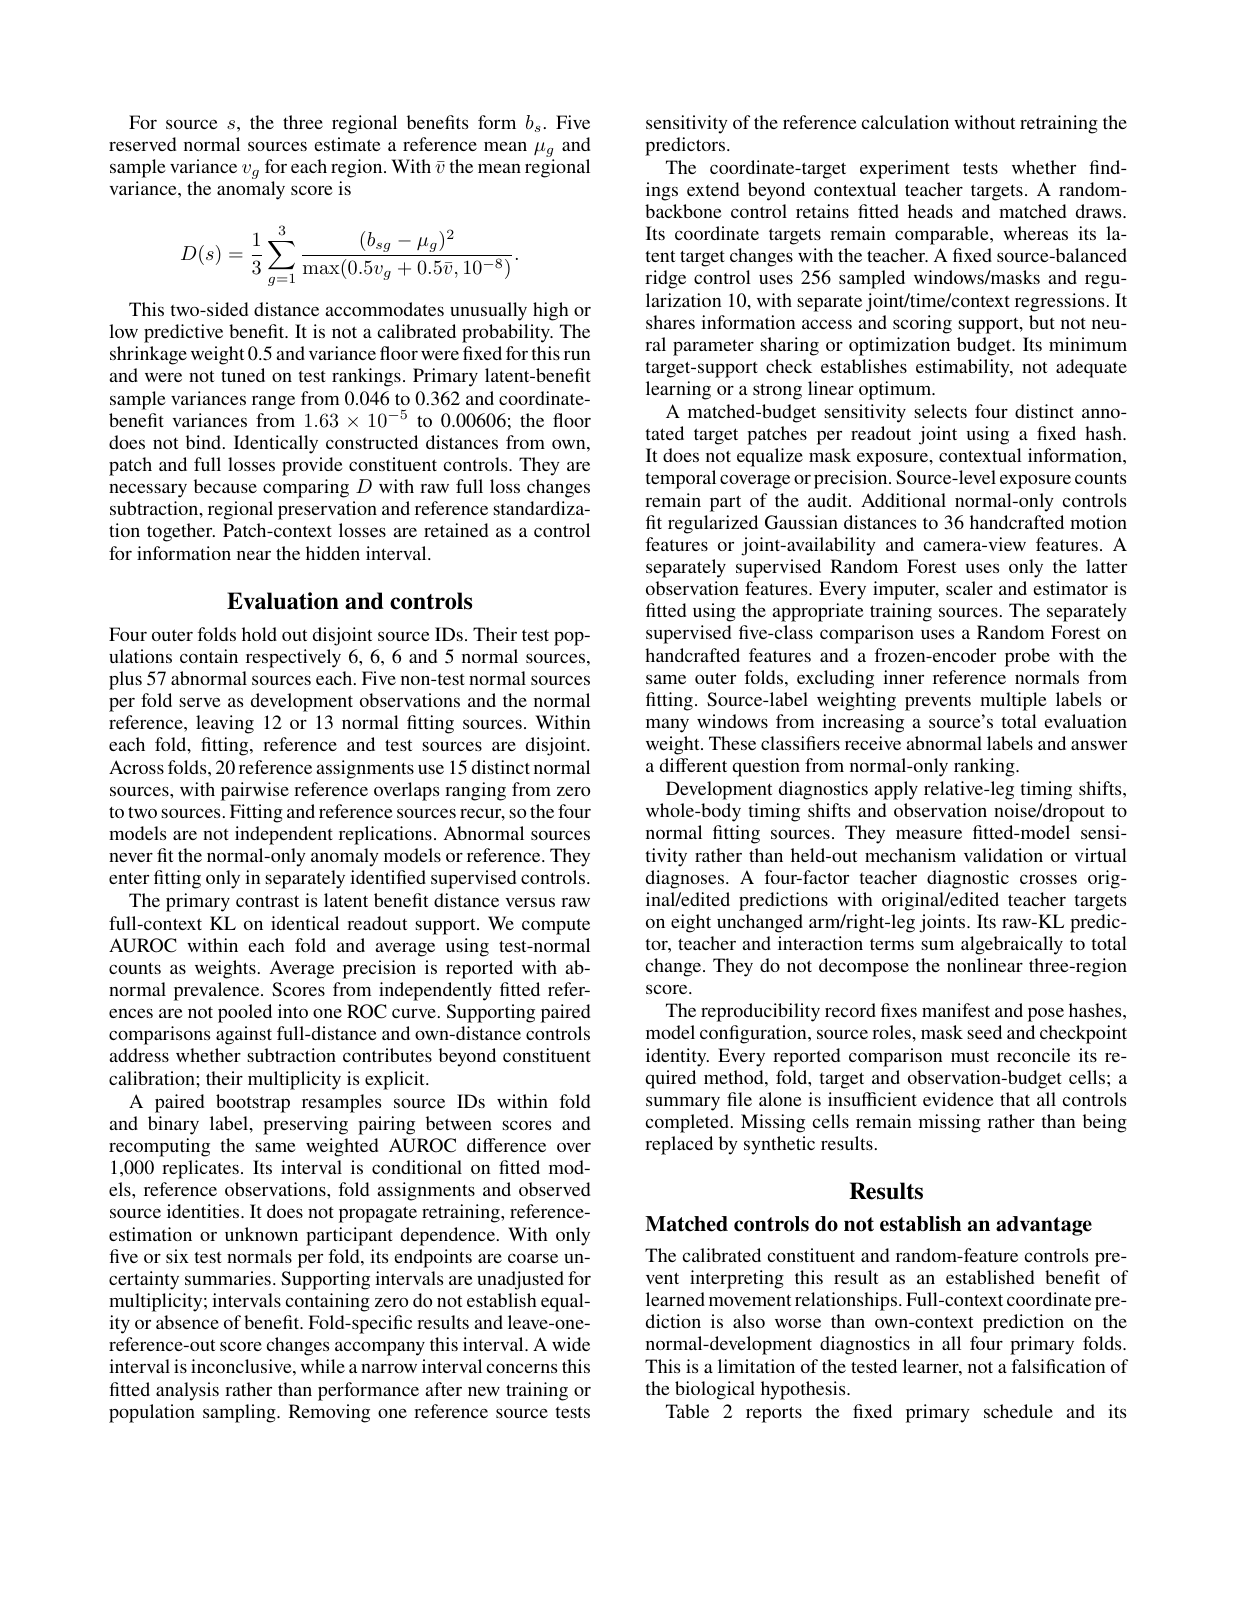 For source s, the three regional benefits form b_s. Five
reserved normal sources estimate a reference mean μ_g and
sample variance v_g for each region. With v̄ the mean regional
variance, the anomaly score is
D(s) = 1/3 ∑_{g=1}^{3} (b_{sg} − μ_g)^2 / max(0.5v_g + 0.5v̄, 10^{−8}).
This two-sided distance accommodates unusually high or
low predictive benefit. It is not a calibrated probability. The
shrinkage weight 0.5 and variance floor were fixed for this run
and were not tuned on test rankings. Primary latent-benefit
sample variances range from 0.046 to 0.362 and coordinate-
benefit variances from 1.63 × 10^{−5} to 0.00606; the floor
does not bind. Identically constructed distances from own,
patch and full losses provide constituent controls. They are
necessary because comparing D with raw full loss changes
subtraction, regional preservation and reference standardiza-
tion together. Patch-context losses are retained as a control
for information near the hidden interval.
Evaluation and controls
Four outer folds hold out disjoint source IDs. Their test pop-
ulations contain respectively 6, 6, 6 and 5 normal sources,
plus 57 abnormal sources each. Five non-test normal sources
per fold serve as development observations and the normal
reference, leaving 12 or 13 normal fitting sources. Within
each fold, fitting, reference and test sources are disjoint.
Across folds, 20 reference assignments use 15 distinct normal
sources, with pairwise reference overlaps ranging from zero
to two sources. Fitting and reference sources recur, so the four
models are not independent replications. Abnormal sources
never fit the normal-only anomaly models or reference. They
enter fitting only in separately identified supervised controls.
The primary contrast is latent benefit distance versus raw
full-context KL on identical readout support. We compute
AUROC within each fold and average using test-normal
counts as weights. Average precision is reported with ab-
normal prevalence. Scores from independently fitted refer-
ences are not pooled into one ROC curve. Supporting paired
comparisons against full-distance and own-distance controls
address whether subtraction contributes beyond constituent
calibration; their multiplicity is explicit.
A paired bootstrap resamples source IDs within fold
and binary label, preserving pairing between scores and
recomputing the same weighted AUROC difference over
1,000 replicates. Its interval is conditional on fitted mod-
els, reference observations, fold assignments and observed
source identities. It does not propagate retraining, reference-
estimation or unknown participant dependence. With only
five or six test normals per fold, its endpoints are coarse un-
certainty summaries. Supporting intervals are unadjusted for
multiplicity; intervals containing zero do not establish equal-
ity or absence of benefit. Fold-specific results and leave-one-
reference-out score changes accompany this interval. A wide
interval is inconclusive, while a narrow interval concerns this
fitted analysis rather than performance after new training or
population sampling. Removing one reference source tests
sensitivity of the reference calculation without retraining the
predictors.
The coordinate-target experiment tests whether find-
ings extend beyond contextual teacher targets. A random-
backbone control retains fitted heads and matched draws.
Its coordinate targets remain comparable, whereas its la-
tent target changes with the teacher. A fixed source-balanced
ridge control uses 256 sampled windows/masks and regu-
larization 10, with separate joint/time/context regressions. It
shares information access and scoring support, but not neu-
ral parameter sharing or optimization budget. Its minimum
target-support check establishes estimability, not adequate
learning or a strong linear optimum.
A matched-budget sensitivity selects four distinct anno-
tated target patches per readout joint using a fixed hash.
It does not equalize mask exposure, contextual information,
temporal coverage or precision. Source-level exposure counts
remain part of the audit. Additional normal-only controls
fit regularized Gaussian distances to 36 handcrafted motion
features or joint-availability and camera-view features. A
separately supervised Random Forest uses only the latter
observation features. Every imputer, scaler and estimator is
fitted using the appropriate training sources. The separately
supervised five-class comparison uses a Random Forest on
handcrafted features and a frozen-encoder probe with the
same outer folds, excluding inner reference normals from
fitting. Source-label weighting prevents multiple labels or
many windows from increasing a source's total evaluation
weight. These classifiers receive abnormal labels and answer
a different question from normal-only ranking.
Development diagnostics apply relative-leg timing shifts,
whole-body timing shifts and observation noise/dropout to
normal fitting sources. They measure fitted-model sensi-
tivity rather than held-out mechanism validation or virtual
diagnoses. A four-factor teacher diagnostic crosses orig-
inal/edited predictions with original/edited teacher targets
on eight unchanged arm/right-leg joints. Its raw-KL predic-
tor, teacher and interaction terms sum algebraically to total
change. They do not decompose the nonlinear three-region
score.
The reproducibility record fixes manifest and pose hashes,
model configuration, source roles, mask seed and checkpoint
identity. Every reported comparison must reconcile its re-
quired method, fold, target and observation-budget cells; a
summary file alone is insufficient evidence that all controls
completed. Missing cells remain missing rather than being
replaced by synthetic results.
Results
Matched controls do not establish an advantage
The calibrated constituent and random-feature controls pre-
vent interpreting this result as an established benefit of
learned movement relationships. Full-context coordinate pre-
diction is also worse than own-context prediction on the
normal-development diagnostics in all four primary folds.
This is a limitation of the tested learner, not a falsification of
the biological hypothesis.
Table 2 reports the fixed primary schedule and its